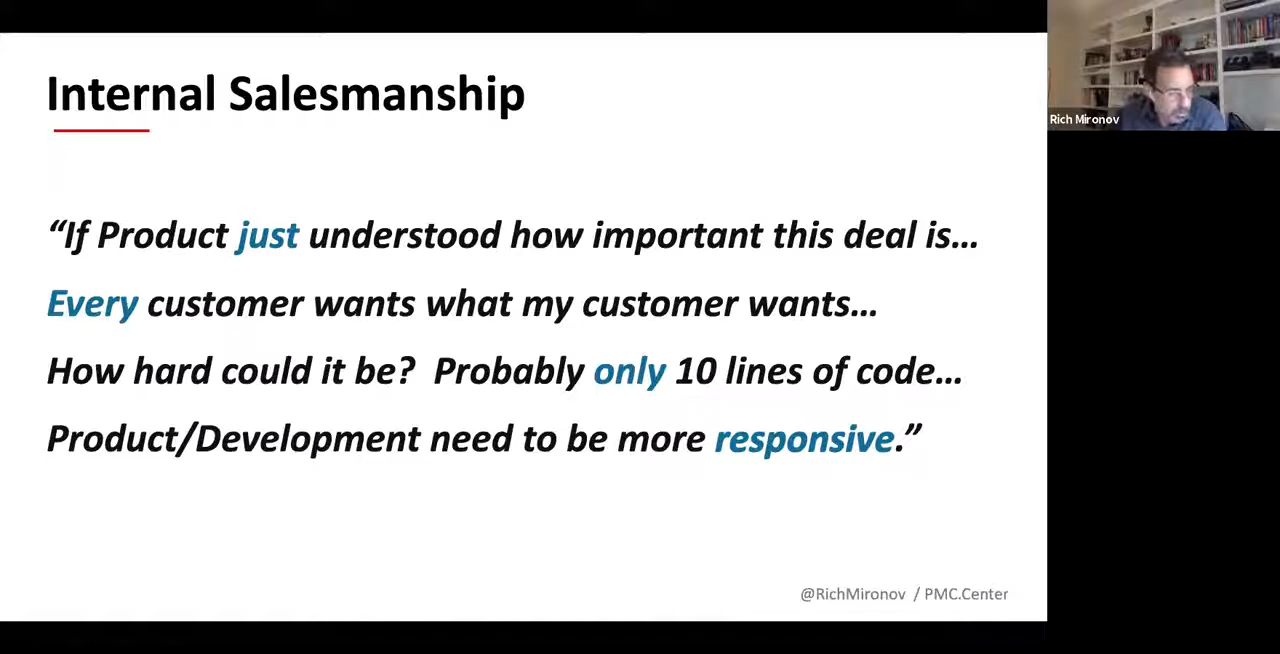 Internal Salesmanship
Rich Mironov
“If Product just understood how important this deal is…
Every customer wants what my customer wants…
How hard could it be?  Probably only 10 lines of code…
Product/Development need to be more responsive.”
@RichMironov / PMC.Center